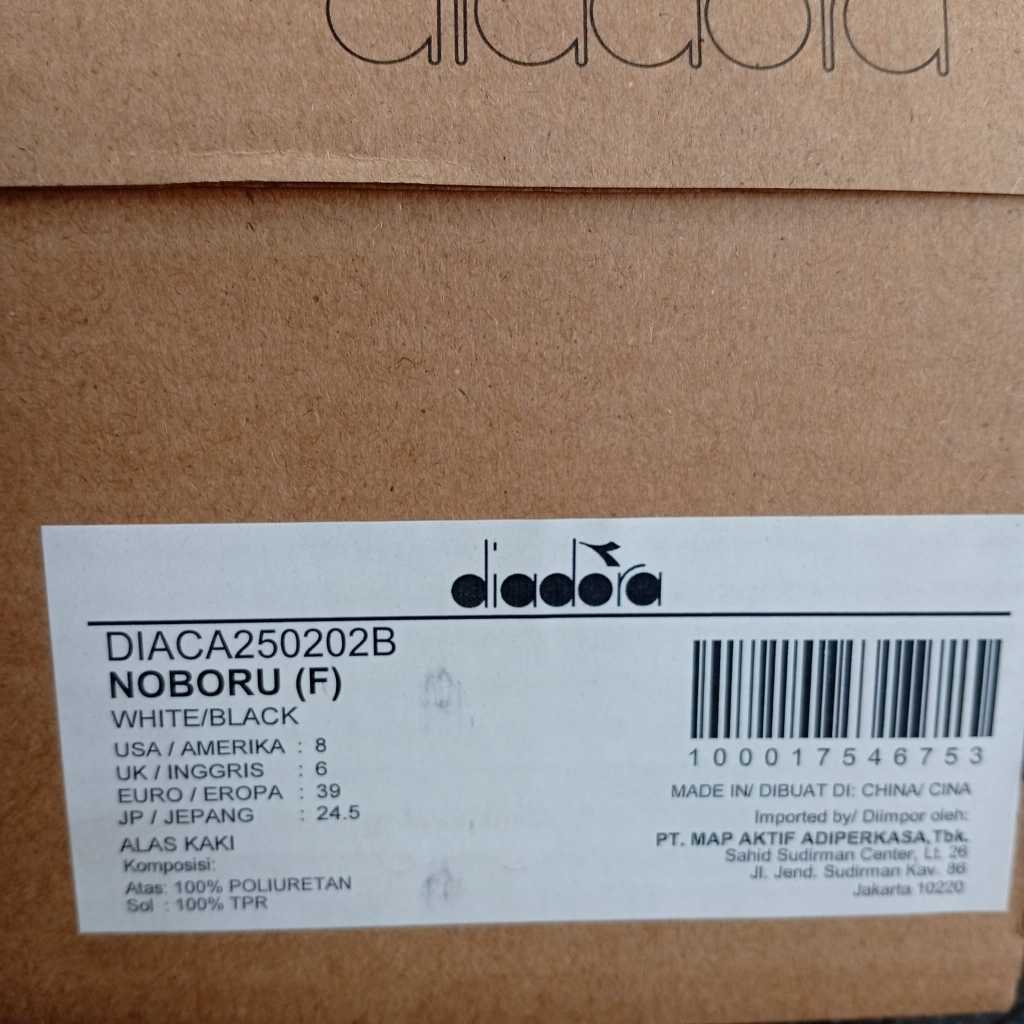 diadora
diadora
DIACA250202B
NOBORU (F)
WHITE/BLACK
USA / AMERIKA : 8
UK / INGGRIS : 6
EURO / EROPA : 39
JP / JEPANG : 24.5
ALAS KAKI
Komposisi:
Atas: 100% POLIURETAN
Sol : 100% TPR
100017546753
MADE IN/ DIBUAT DI: CHINA/ CINA
Imported by/ Diimpor oleh:
PT. MAP AKTIF ADIPERKASA,Tbk.
Sahid Sudirman Center, Lt. 26
Jl. Jend. Sudirman Kav. 86
Jakarta 10220